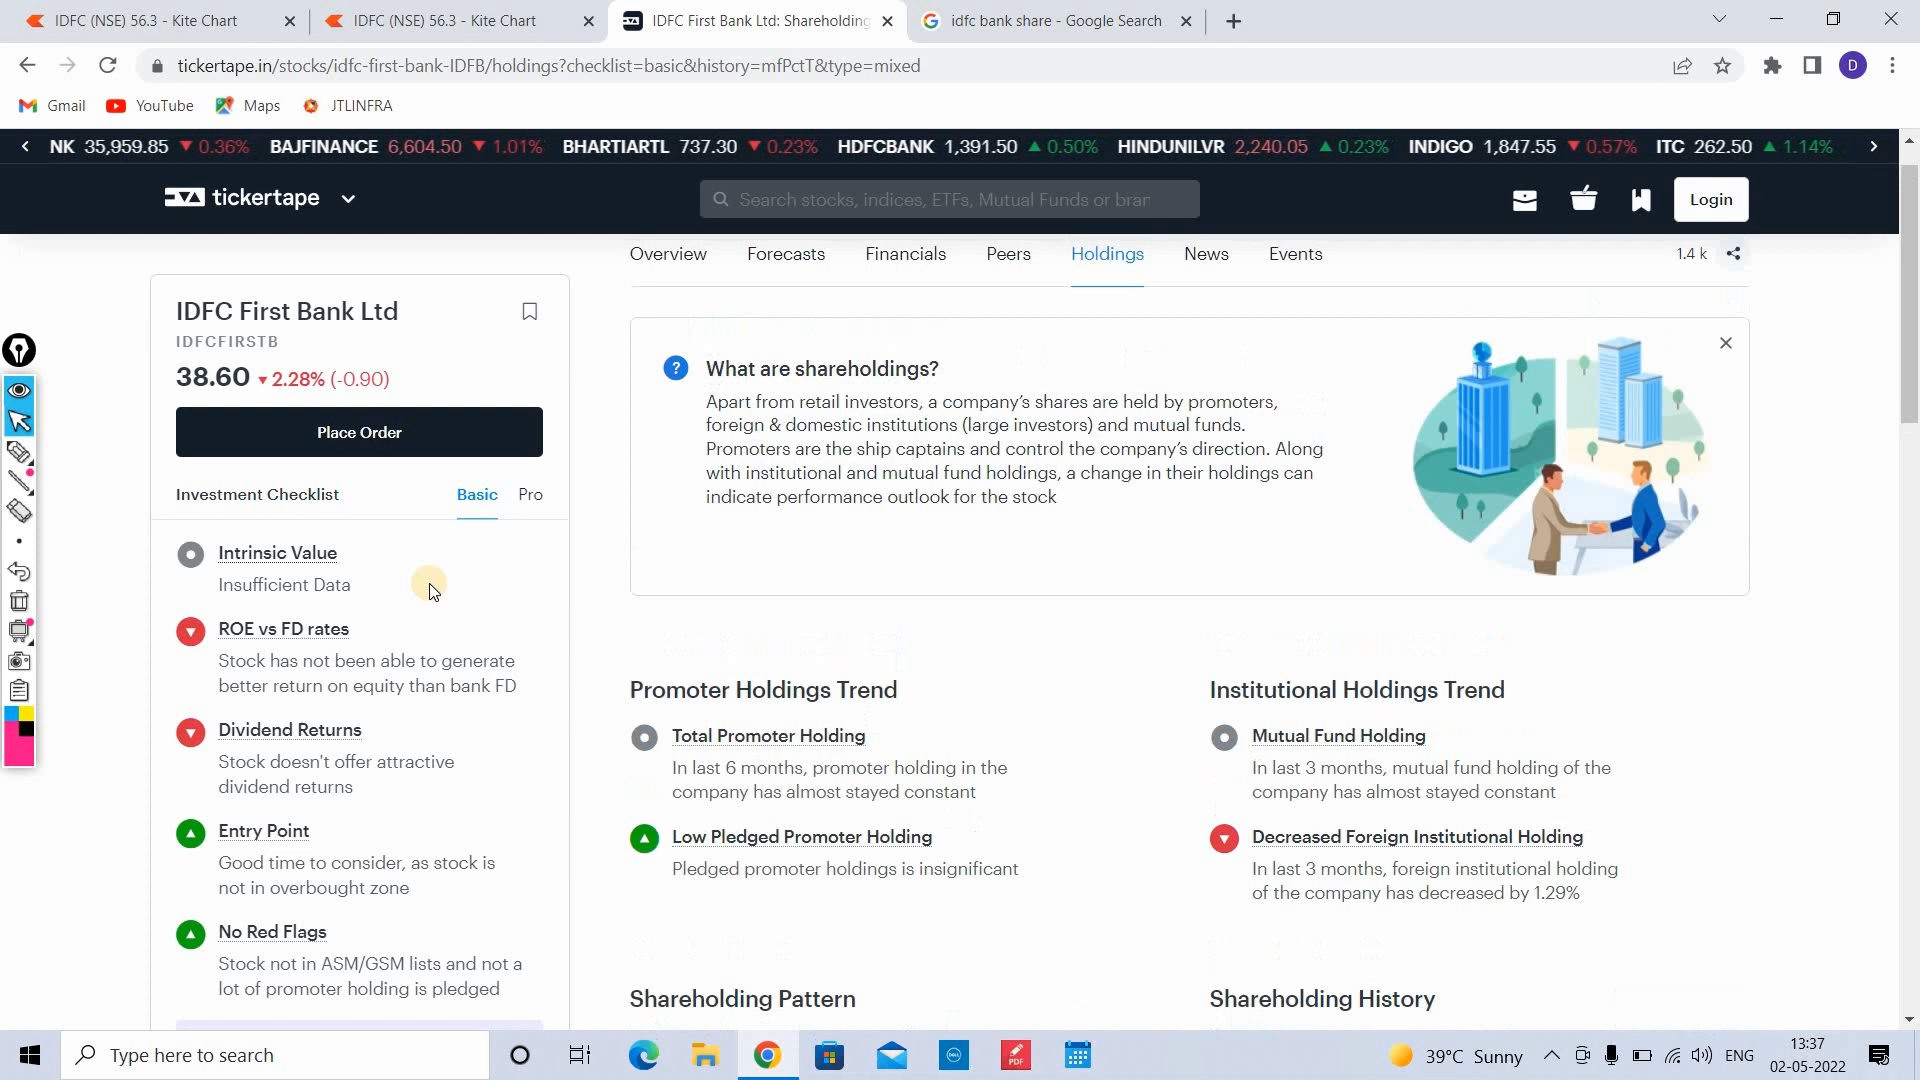 IDFC (NSE) 56.3 - Kite Chart
IDFC (NSE) 56.3 - Kite Chart
IDFC First Bank Ltd: Shareholding
idfc bank share - Google Search
tickertape.in/stocks/idfc-first-bank-IDFB/holdings?checklist=basic&history=mfPctT&type=mixed
D
Gmail
YouTube
Maps
JTLINFRA
NK 35,959.85 ▼ 0.36% BAJFINANCE 6,604.50 ▼ 1.01% BHARTIARTL 737.30 ▼ 0.23% HDFCBANK 1,391.50 ▲ 0.50% HINDUNILVR 2,240.05 ▲ 0.23% INDIGO 1,847.55 ▼ 0.57% ITC 262.50 ▲ 1.14%
tickertape
Search stocks, indices, ETFs, Mutual Funds or bran
Login
Overview Forecasts Financials Peers Holdings News Events
1.4 k
IDFC First Bank Ltd
IDFCFIRSTB
38.60 ▼ 2.28% (-0.90)
Place Order
Investment Checklist
Basic Pro
Intrinsic Value
Insufficient Data
ROE vs FD rates
Stock has not been able to generate
better return on equity than bank FD
Dividend Returns
Stock doesn't offer attractive
dividend returns
Entry Point
Good time to consider, as stock is
not in overbought zone
No Red Flags
Stock not in ASM/GSM lists and not a
lot of promoter holding is pledged
? What are shareholdings?
Apart from retail investors, a company's shares are held by promoters,
foreign & domestic institutions (large investors) and mutual funds.
Promoters are the ship captains and control the company's direction. Along
with institutional and mutual fund holdings, a change in their holdings can
indicate performance outlook for the stock
Promoter Holdings Trend
Total Promoter Holding
In last 6 months, promoter holding in the
company has almost stayed constant
Low Pledged Promoter Holding
Pledged promoter holdings is insignificant
Institutional Holdings Trend
Mutual Fund Holding
In last 3 months, mutual fund holding of the
company has almost stayed constant
Decreased Foreign Institutional Holding
In last 3 months, foreign institutional holding
of the company has decreased by 1.29%
Shareholding Pattern
Shareholding History
Type here to search
DELL
PDF
39°C Sunny
ENG
13:37
02-05-2022